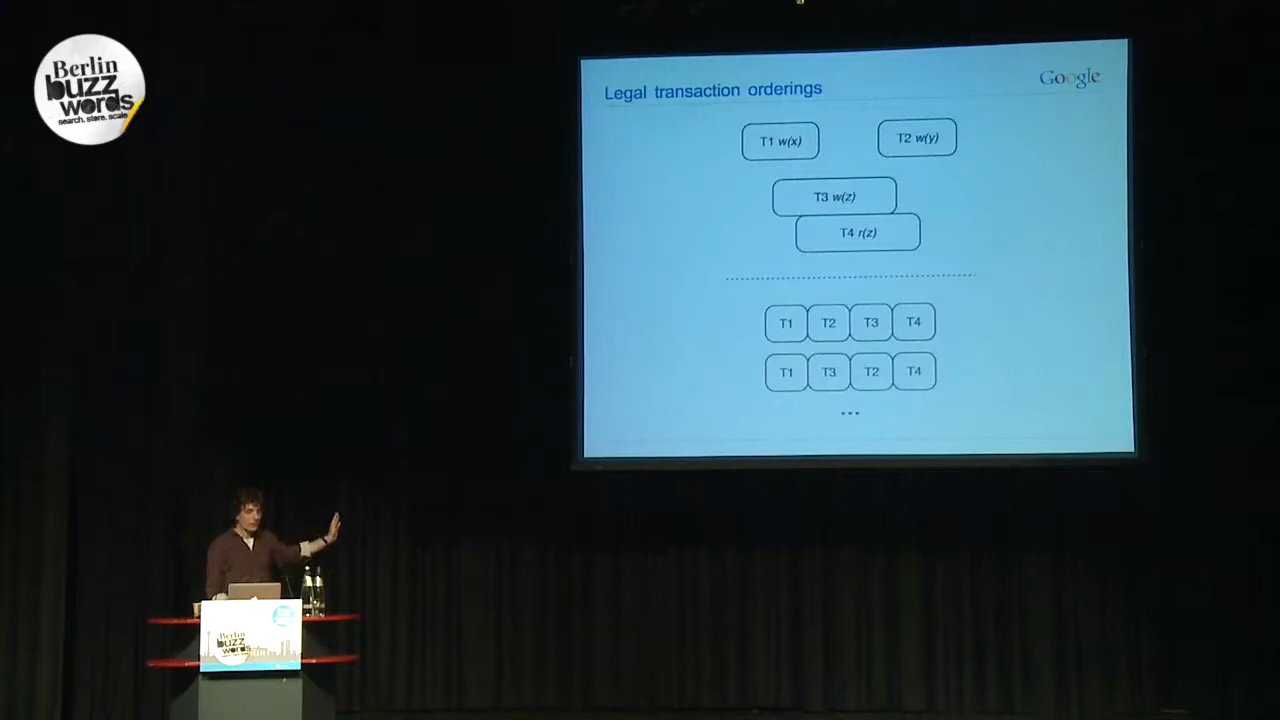 Berlin
buzz
words
search. store. scale
Legal transaction orderings
Google
T1 w(x)
T2 w(y)
T3 w(z)
T4 r(z)
T1 T2 T3 T4
T1 T3 T2 T4
...
Berlin
buzz
words